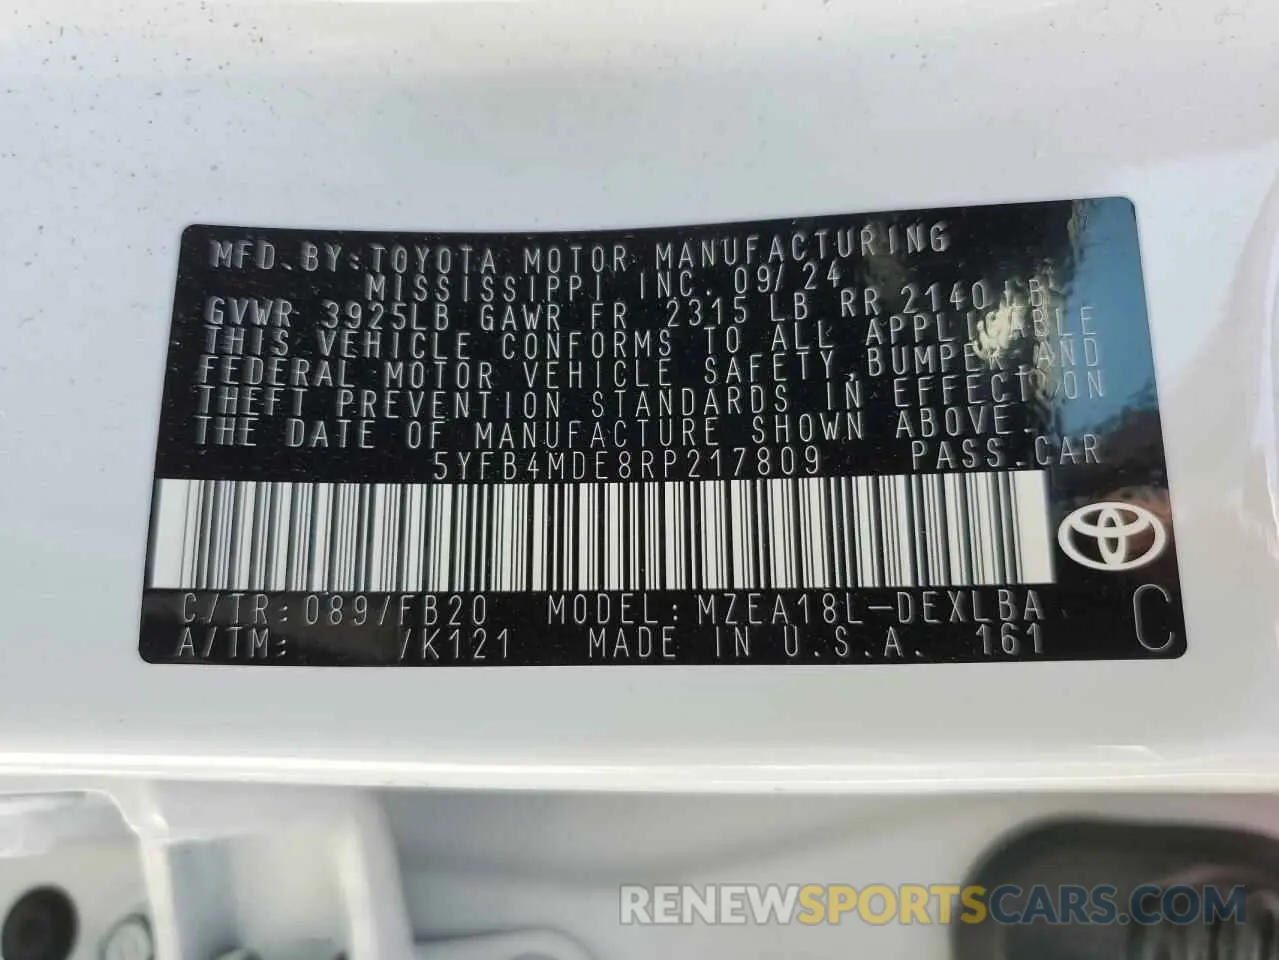 MFD. BY: TOYOTA MOTOR MANUFACTURING
MISSISSIPPI INC. 09/24
GVWR 3925LB GAWR FR 2315 LB RR 2140 LB
THIS VEHICLE CONFORMS TO ALL APPLICABLE
FEDERAL MOTOR VEHICLE SAFETY, BUMPER AND
THEFT PREVENTION STANDARDS IN EFFECT ON
THE DATE OF MANUFACTURE SHOWN ABOVE.
5YFB4MDE8RP217809 PASS.CAR
C/TR: 089/FB20 MODEL: MZEA18L-DEXLBA
A/TM: /K121 MADE IN U.S.A. 161 C
RENEWSPORTSCARS.COM